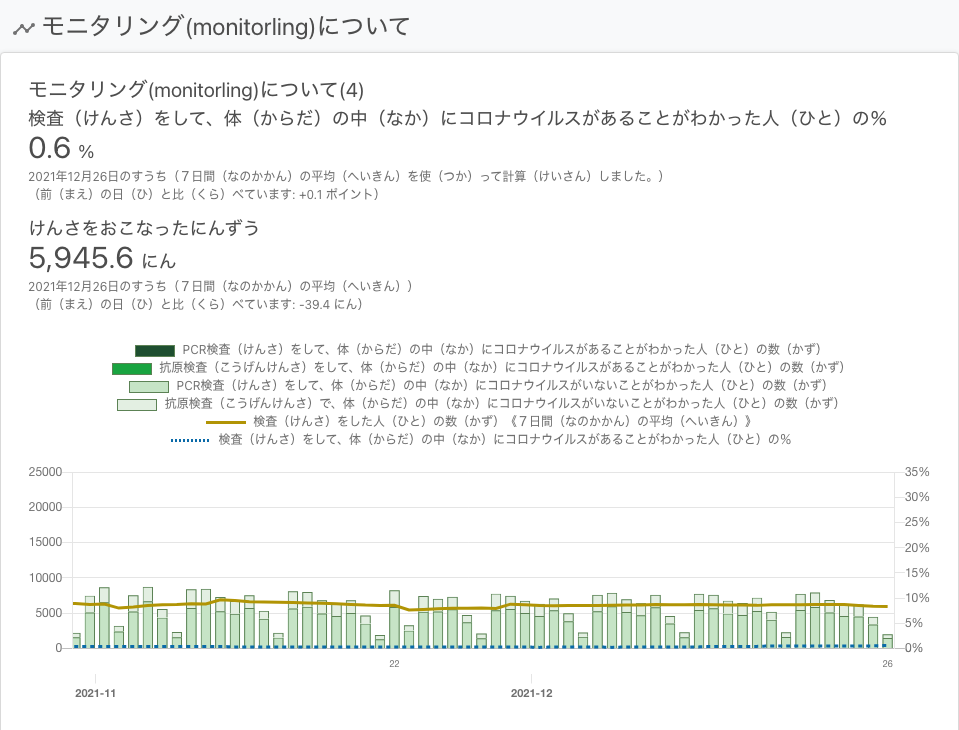 モニタリング(monitorling)について
モニタリング(monitorling)について(4)
検査（けんさ）をして、体（からだ）の中（なか）にコロナウイルスがあることがわかった人（ひと）の％
0.6 ％
2021年12月26日のすうち（７日間（なのかかん）の平均（へいきん）を使（つか）って計算（けいさん）しました。）
（前（まえ）の日（ひ）と比（くら）べています: +0.1 ポイント）
けんさをおこなったにんずう
5,945.6 にん
2021年12月26日のすうち（７日間（なのかかん）の平均（へいきん））
（前（まえ）の日（ひ）と比（くら）べています: -39.4 にん）
PCR検査（けんさ）をして、体（からだ）の中（なか）にコロナウイルスがあることがわかった人（ひと）の数（かず）
抗原検査（こうげんけんさ）をして、体（からだ）の中（なか）にコロナウイルスがあることがわかった人（ひと）の数（かず）
PCR検査（けんさ）をして、体（からだ）の中（なか）にコロナウイルスがいないことがわかった人（ひと）の数（かず）
抗原検査（こうげんけんさ）で、体（からだ）の中（なか）にコロナウイルスがいないことがわかった人（ひと）の数（かず）
検査（けんさ）をした人（ひと）の数（かず）《７日間（なのかかん）の平均（へいきん）》
検査（けんさ）をして、体（からだ）の中（なか）にコロナウイルスがあることがわかった人（ひと）の％
25000 35%
30%
20000
25%
15000
20%
10000 15%
10%
5000
5%
0 0%
22 26
2021-11 2021-12